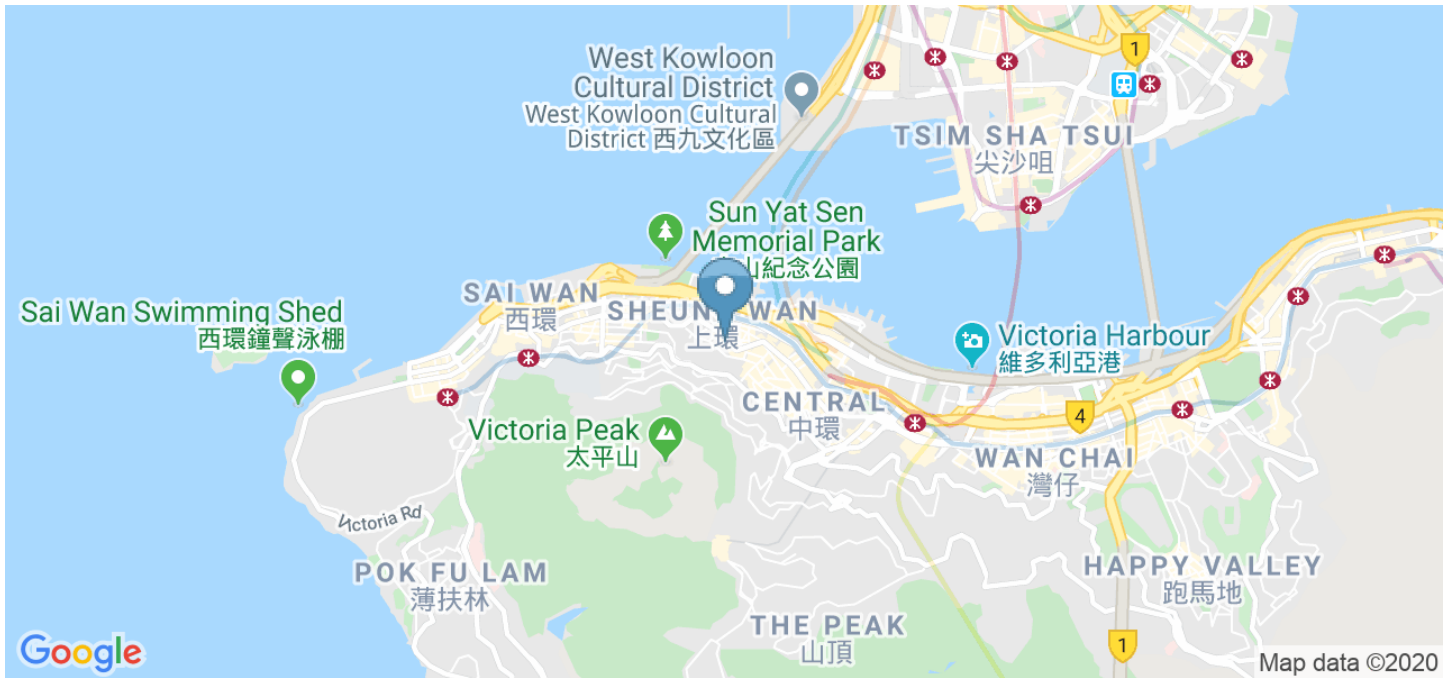 West Kowloon
Cultural District
West Kowloon Cultural
District 西九文化區
1
TSIM SHA TSUI
尖沙咀
Sun Yat Sen
Memorial Park
山紀念公園
Sai Wan Swimming Shed
西環鐘聲泳棚
SAI WAN
西環
SHEUNG WAN
上環
Victoria Harbour
維多利亞港
CENTRAL
中環
4
Victoria Peak
太平山
WAN CHAI
灣仔
Victoria Rd
POK FU LAM
薄扶林
HAPPY VALLEY
跑馬地
THE PEAK
山頂
1
Google
Map data ©2020